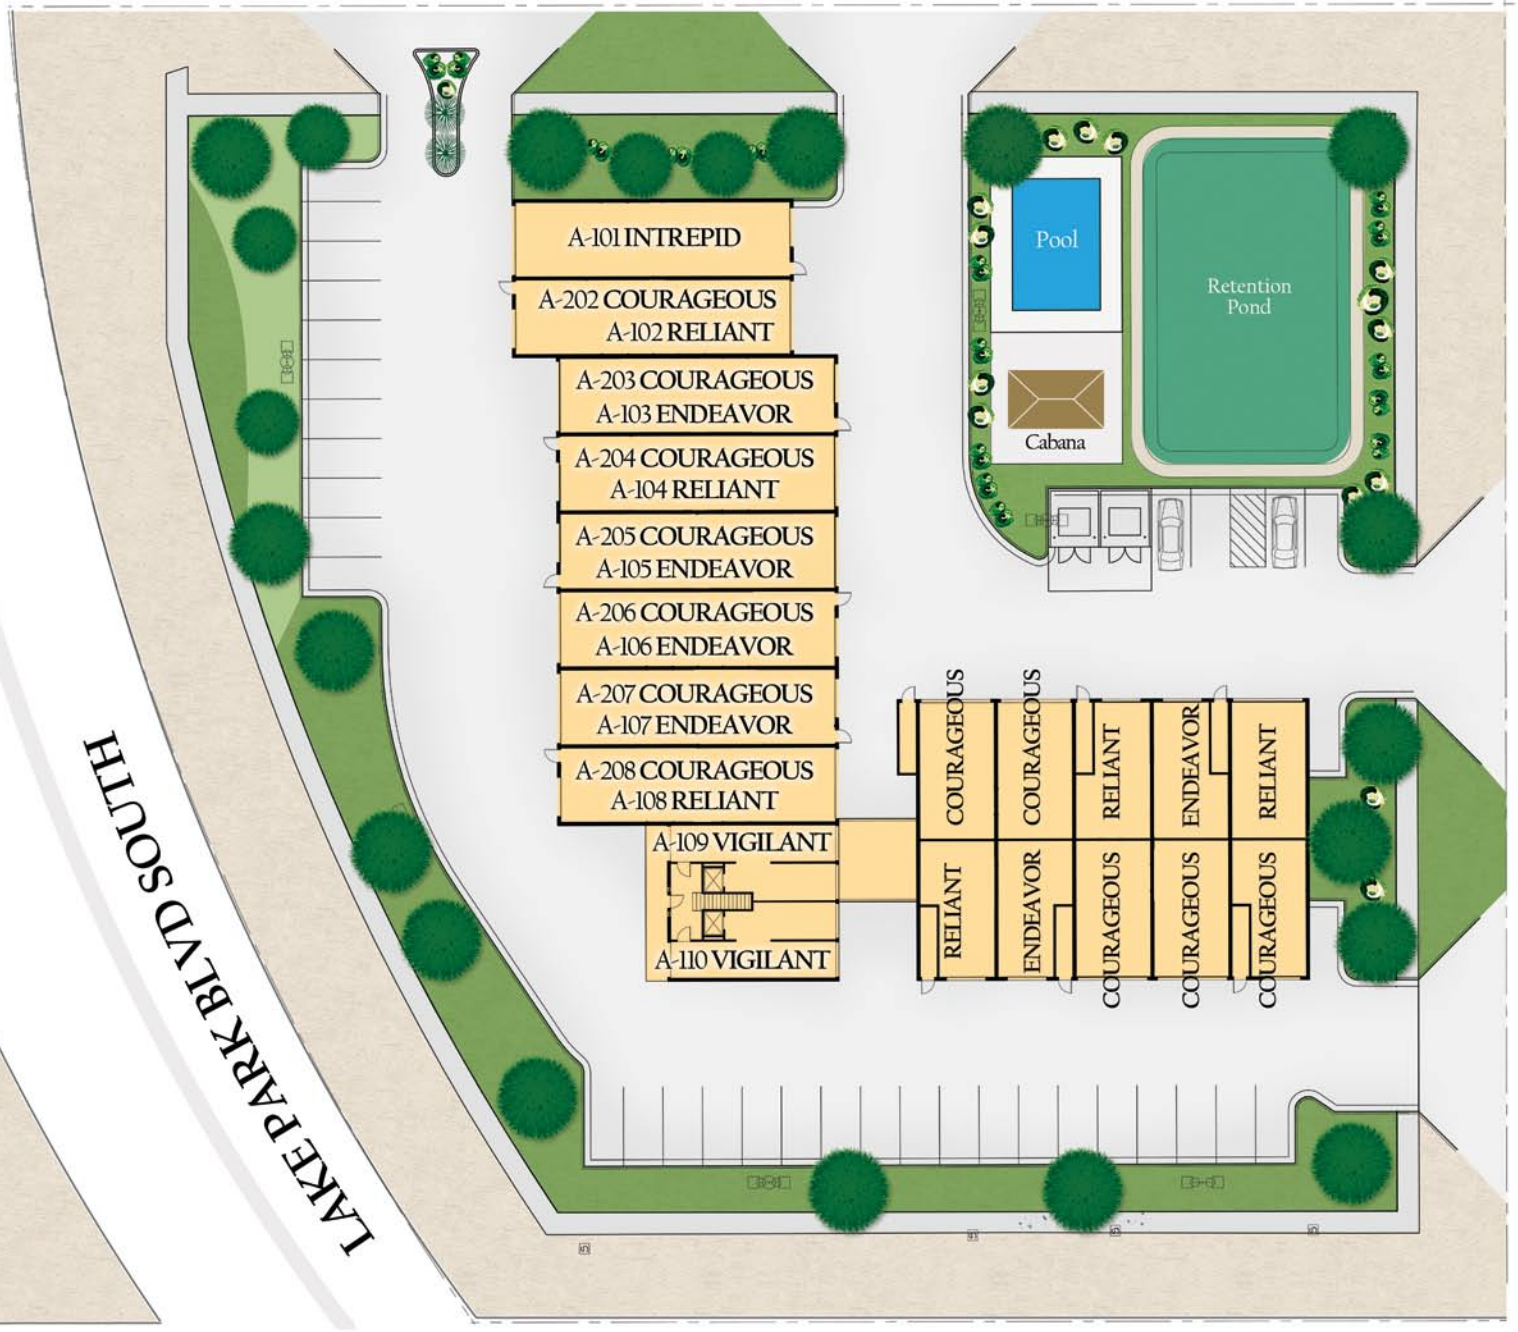 A-101 INTREPID
A-202 COURAGEOUS
A-102 RELIANT
A-203 COURAGEOUS
A-103 ENDEAVOR
A-204 COURAGEOUS
A-104 RELIANT
A-205 COURAGEOUS
A-105 ENDEAVOR
A-206 COURAGEOUS
A-106 ENDEAVOR
A-207 COURAGEOUS
A-107 ENDEAVOR
A-208 COURAGEOUS
A-108 RELIANT
A-109 VIGILANT
A-110 VIGILANT
Pool
Cabana
Retention
Pond
COURAGEOUS
COURAGEOUS
RELIANT
ENDEAVOR
RELIANT
RELIANT
ENDEAVOR
COURAGEOUS
COURAGEOUS
COURAGEOUS
LAKE PARK BLVD SOUTH